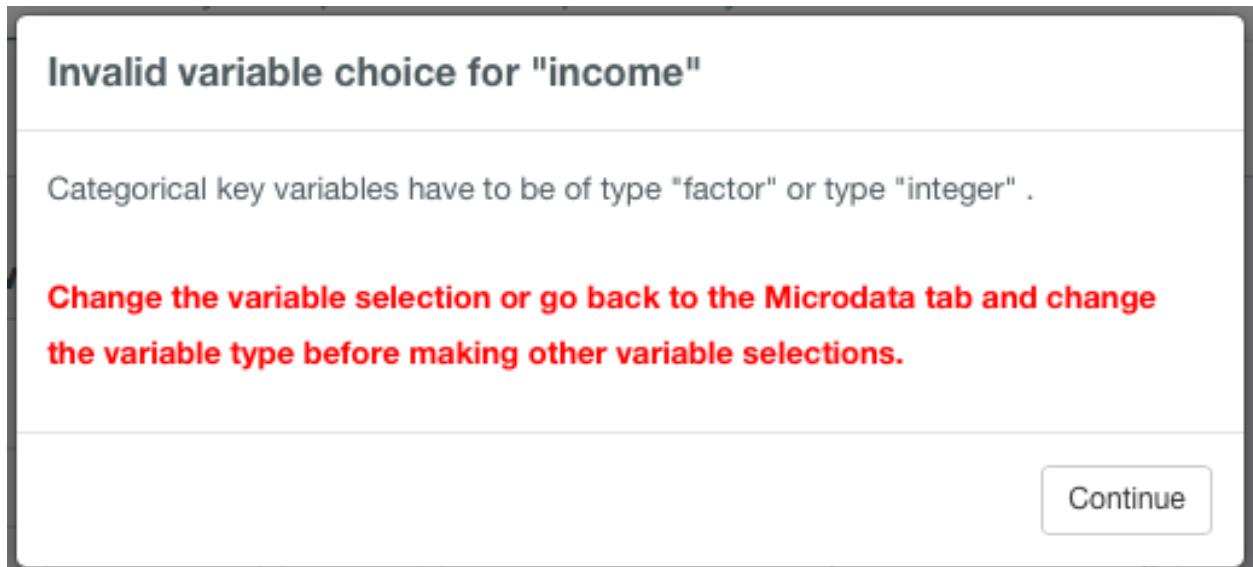 Invalid variable choice for "income"
Categorical key variables have to be of type "factor" or type "integer" .
Change the variable selection or go back to the Microdata tab and change
the variable type before making other variable selections.
Continue